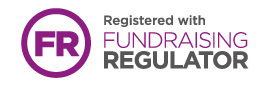 FR
Registered with
FUNDRAISING
REGULATOR